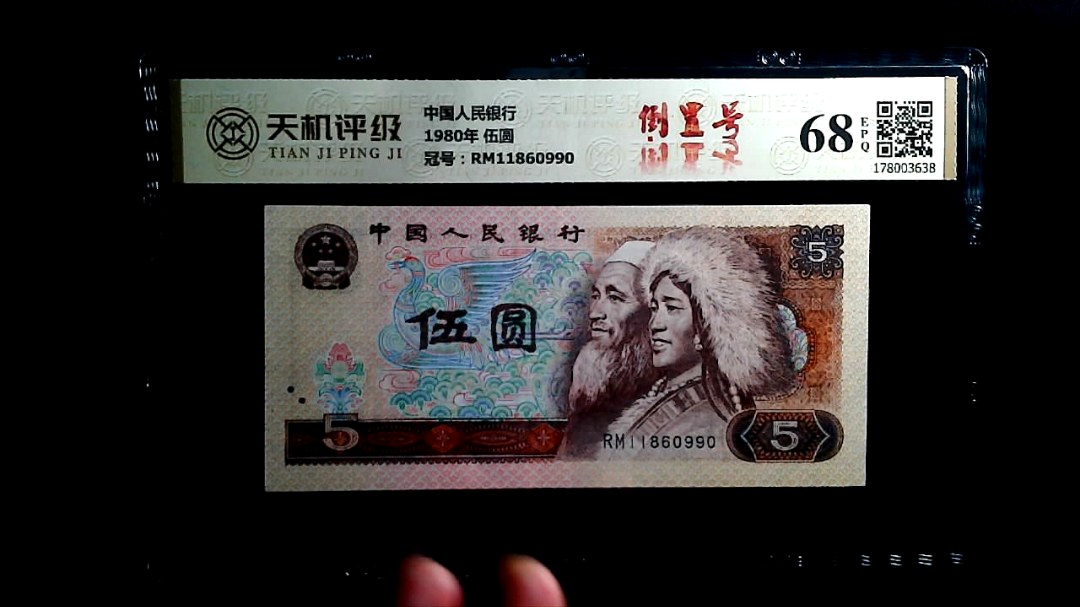 天机评级
TIAN JI PING JI
中国人民银行
1980年 伍圆
冠号：RM11860990
倒置号
68
EPQ
178003638
中国人民银行
5
伍圆
5
RM11860990
5